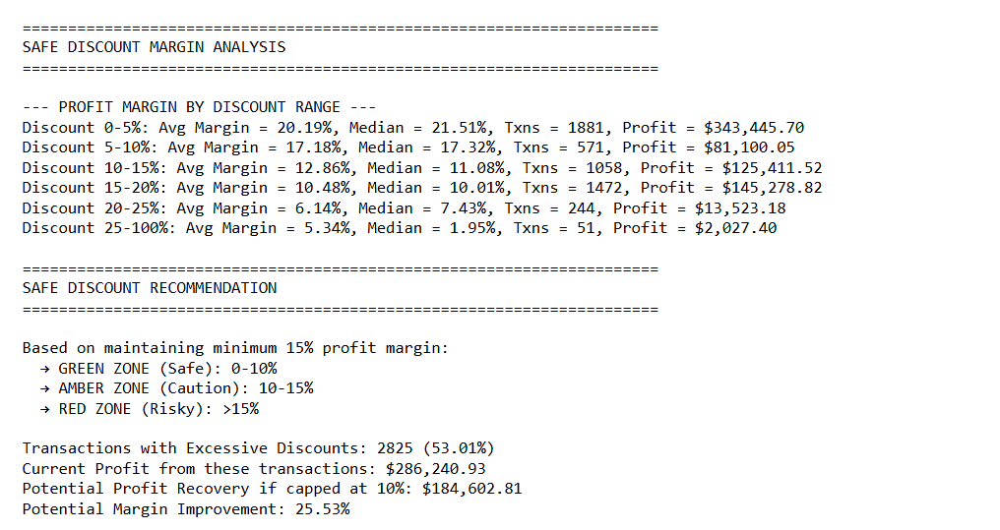 ======================================================================
SAFE DISCOUNT MARGIN ANALYSIS
======================================================================
--- PROFIT MARGIN BY DISCOUNT RANGE ---
Discount 0-5%: Avg Margin = 20.19%, Median = 21.51%, Txns = 1881, Profit = $343,445.70
Discount 5-10%: Avg Margin = 17.18%, Median = 17.32%, Txns = 571, Profit = $81,100.05
Discount 10-15%: Avg Margin = 12.86%, Median = 11.08%, Txns = 1058, Profit = $125,411.52
Discount 15-20%: Avg Margin = 10.48%, Median = 10.01%, Txns = 1472, Profit = $145,278.82
Discount 20-25%: Avg Margin = 6.14%, Median = 7.43%, Txns = 244, Profit = $13,523.18
Discount 25-100%: Avg Margin = 5.34%, Median = 1.95%, Txns = 51, Profit = $2,027.40
======================================================================
SAFE DISCOUNT RECOMMENDATION
======================================================================
Based on maintaining minimum 15% profit margin:
→ GREEN ZONE (Safe): 0-10%
→ AMBER ZONE (Caution): 10-15%
→ RED ZONE (Risky): >15%
Transactions with Excessive Discounts: 2825 (53.01%)
Current Profit from these transactions: $286,240.93
Potential Profit Recovery if capped at 10%: $184,602.81
Potential Margin Improvement: 25.53%